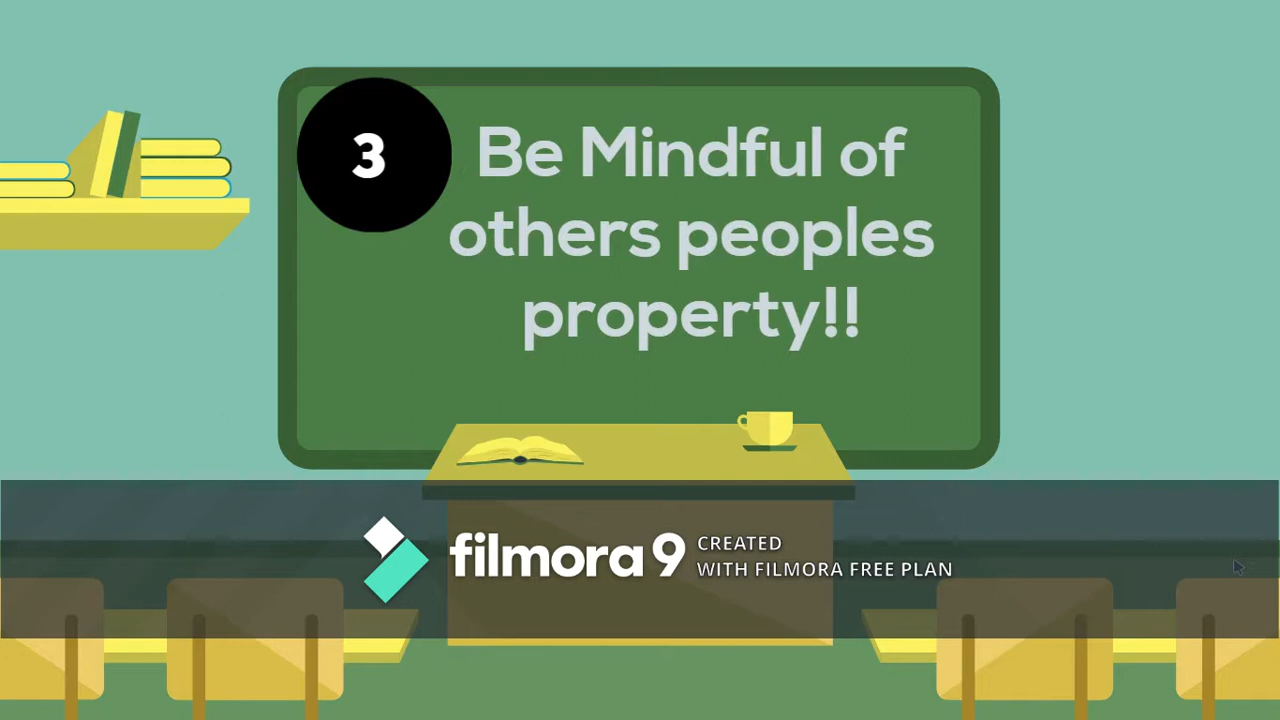 3
Be Mindful of
others peoples
property!!
filmora 9
CREATED
WITH FILMORA FREE PLAN